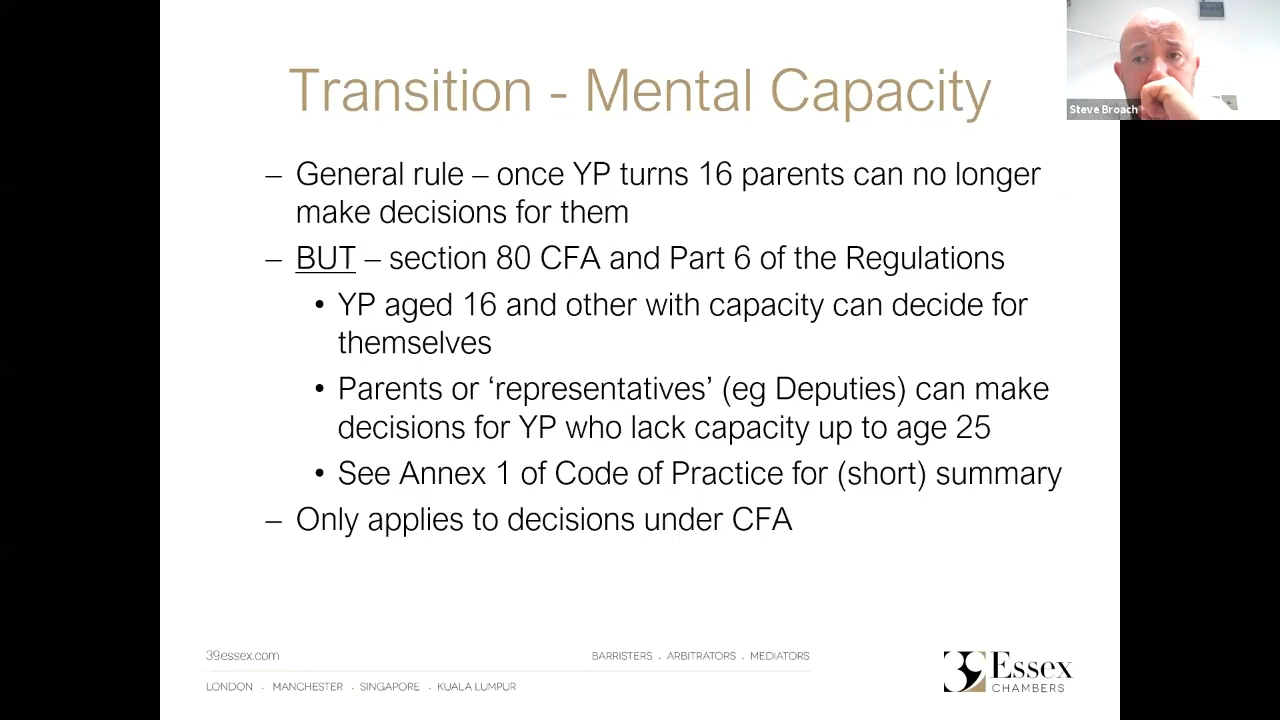 Transition - Mental Capacity
Steve Broach
– General rule – once YP turns 16 parents can no longer
make decisions for them
– BUT – section 80 CFA and Part 6 of the Regulations
• YP aged 16 and other with capacity can decide for
themselves
• Parents or ‘representatives’ (eg Deputies) can make
decisions for YP who lack capacity up to age 25
• See Annex 1 of Code of Practice for (short) summary
– Only applies to decisions under CFA
39essex.com
BARRISTERS . ARBITRATORS . MEDIATORS
LONDON . MANCHESTER . SINGAPORE . KUALA LUMPUR
39 Essex
CHAMBERS